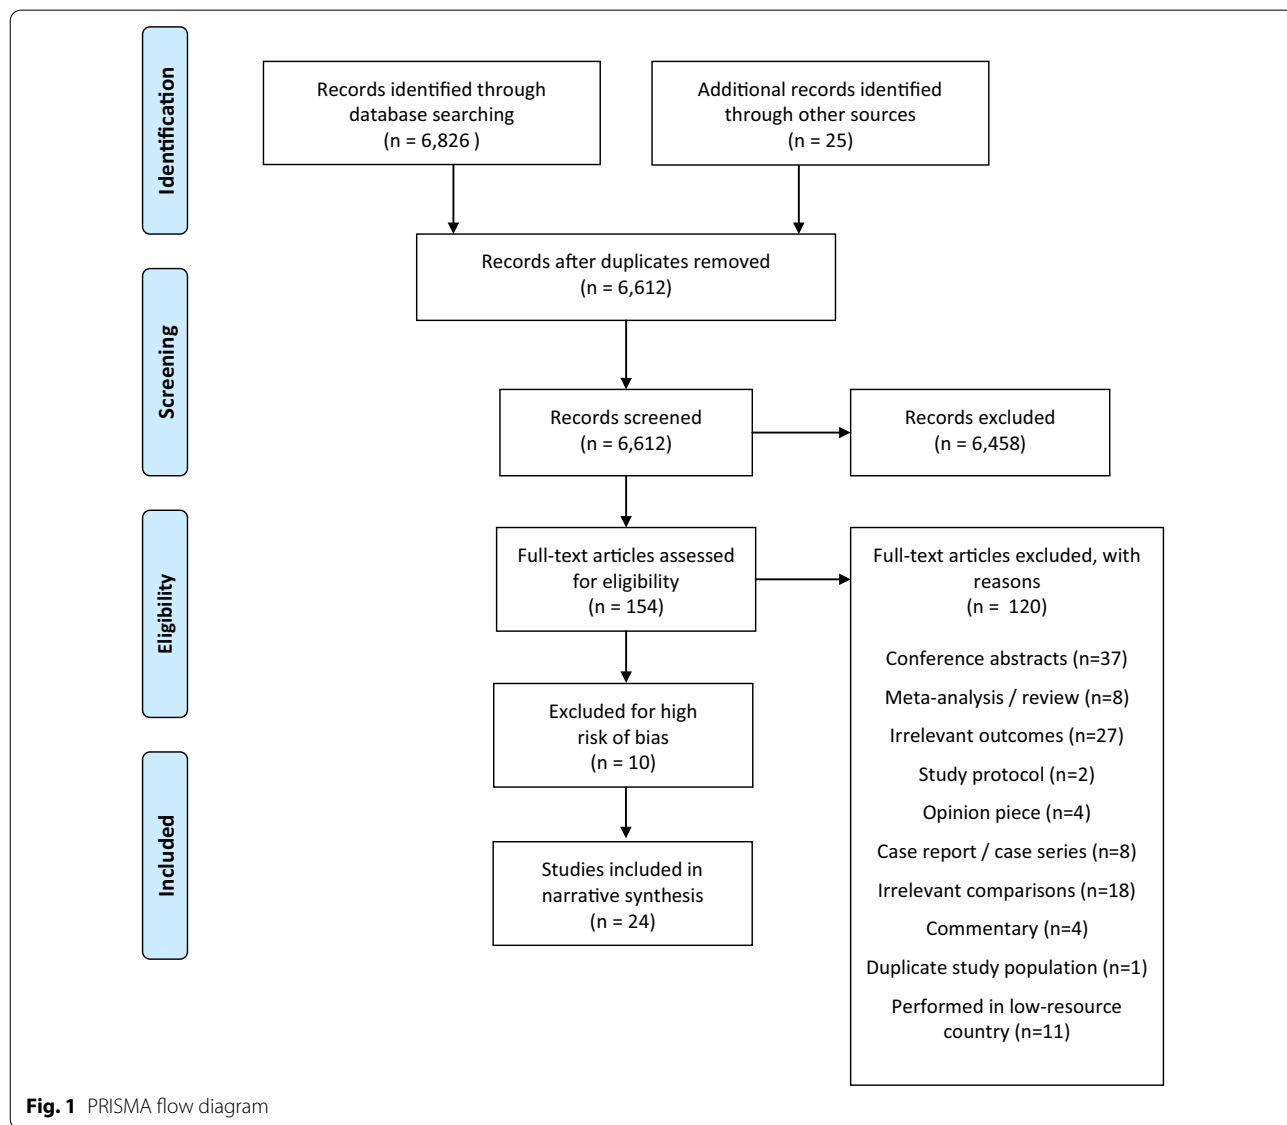 Identification
Records identified through
database searching
(n = 6,826 )
Additional records identified
through other sources
(n = 25)
Records after duplicates removed
(n = 6,612)
Screening
Records screened
(n = 6,612)
Records excluded
(n = 6,458)
Eligibility
Full-text articles assessed
for eligibility
(n = 154)
Full-text articles excluded, with
reasons
(n =  120)
Conference abstracts (n=37)
Meta-analysis / review (n=8)
Irrelevant outcomes (n=27)
Study protocol (n=2)
Opinion piece (n=4)
Case report / case series (n=8)
Irrelevant comparisons (n=18)
Commentary (n=4)
Duplicate study population (n=1)
Performed in low-resource
country (n=11)
Excluded for high
risk of bias
(n = 10)
Included
Studies included in
narrative synthesis
(n = 24)
Fig. 1 PRISMA flow diagram